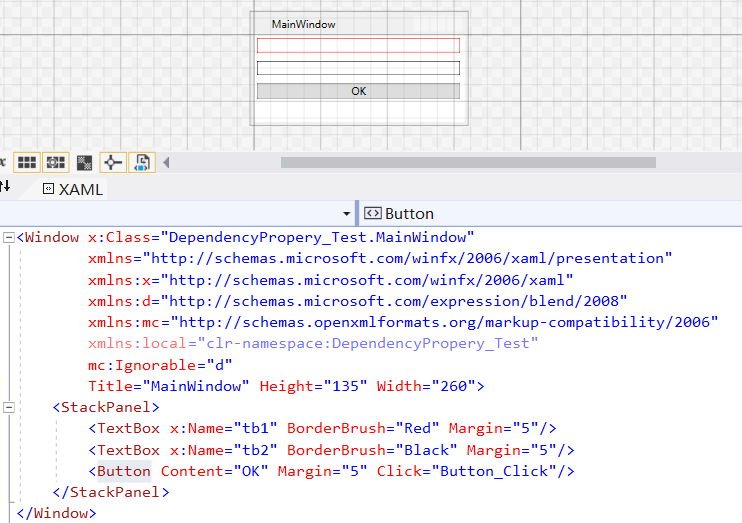 MainWindow
OK
x
XAML
Button
<Window x:Class="DependencyPropery_Test.MainWindow"
xmlns="http://schemas.microsoft.com/winfx/2006/xaml/presentation"
xmlns:x="http://schemas.microsoft.com/winfx/2006/xaml"
xmlns:d="http://schemas.microsoft.com/expression/blend/2008"
xmlns:mc="http://schemas.openxmlformats.org/markup-compatibility/2006"
xmlns:local="clr-namespace:DependencyPropery_Test"
mc:Ignorable="d"
Title="MainWindow" Height="135" Width="260">
<StackPanel>
<TextBox x:Name="tb1" BorderBrush="Red" Margin="5"/>
<TextBox x:Name="tb2" BorderBrush="Black" Margin="5"/>
<Button Content="OK" Margin="5" Click="Button_Click"/>
</StackPanel>
</Window>